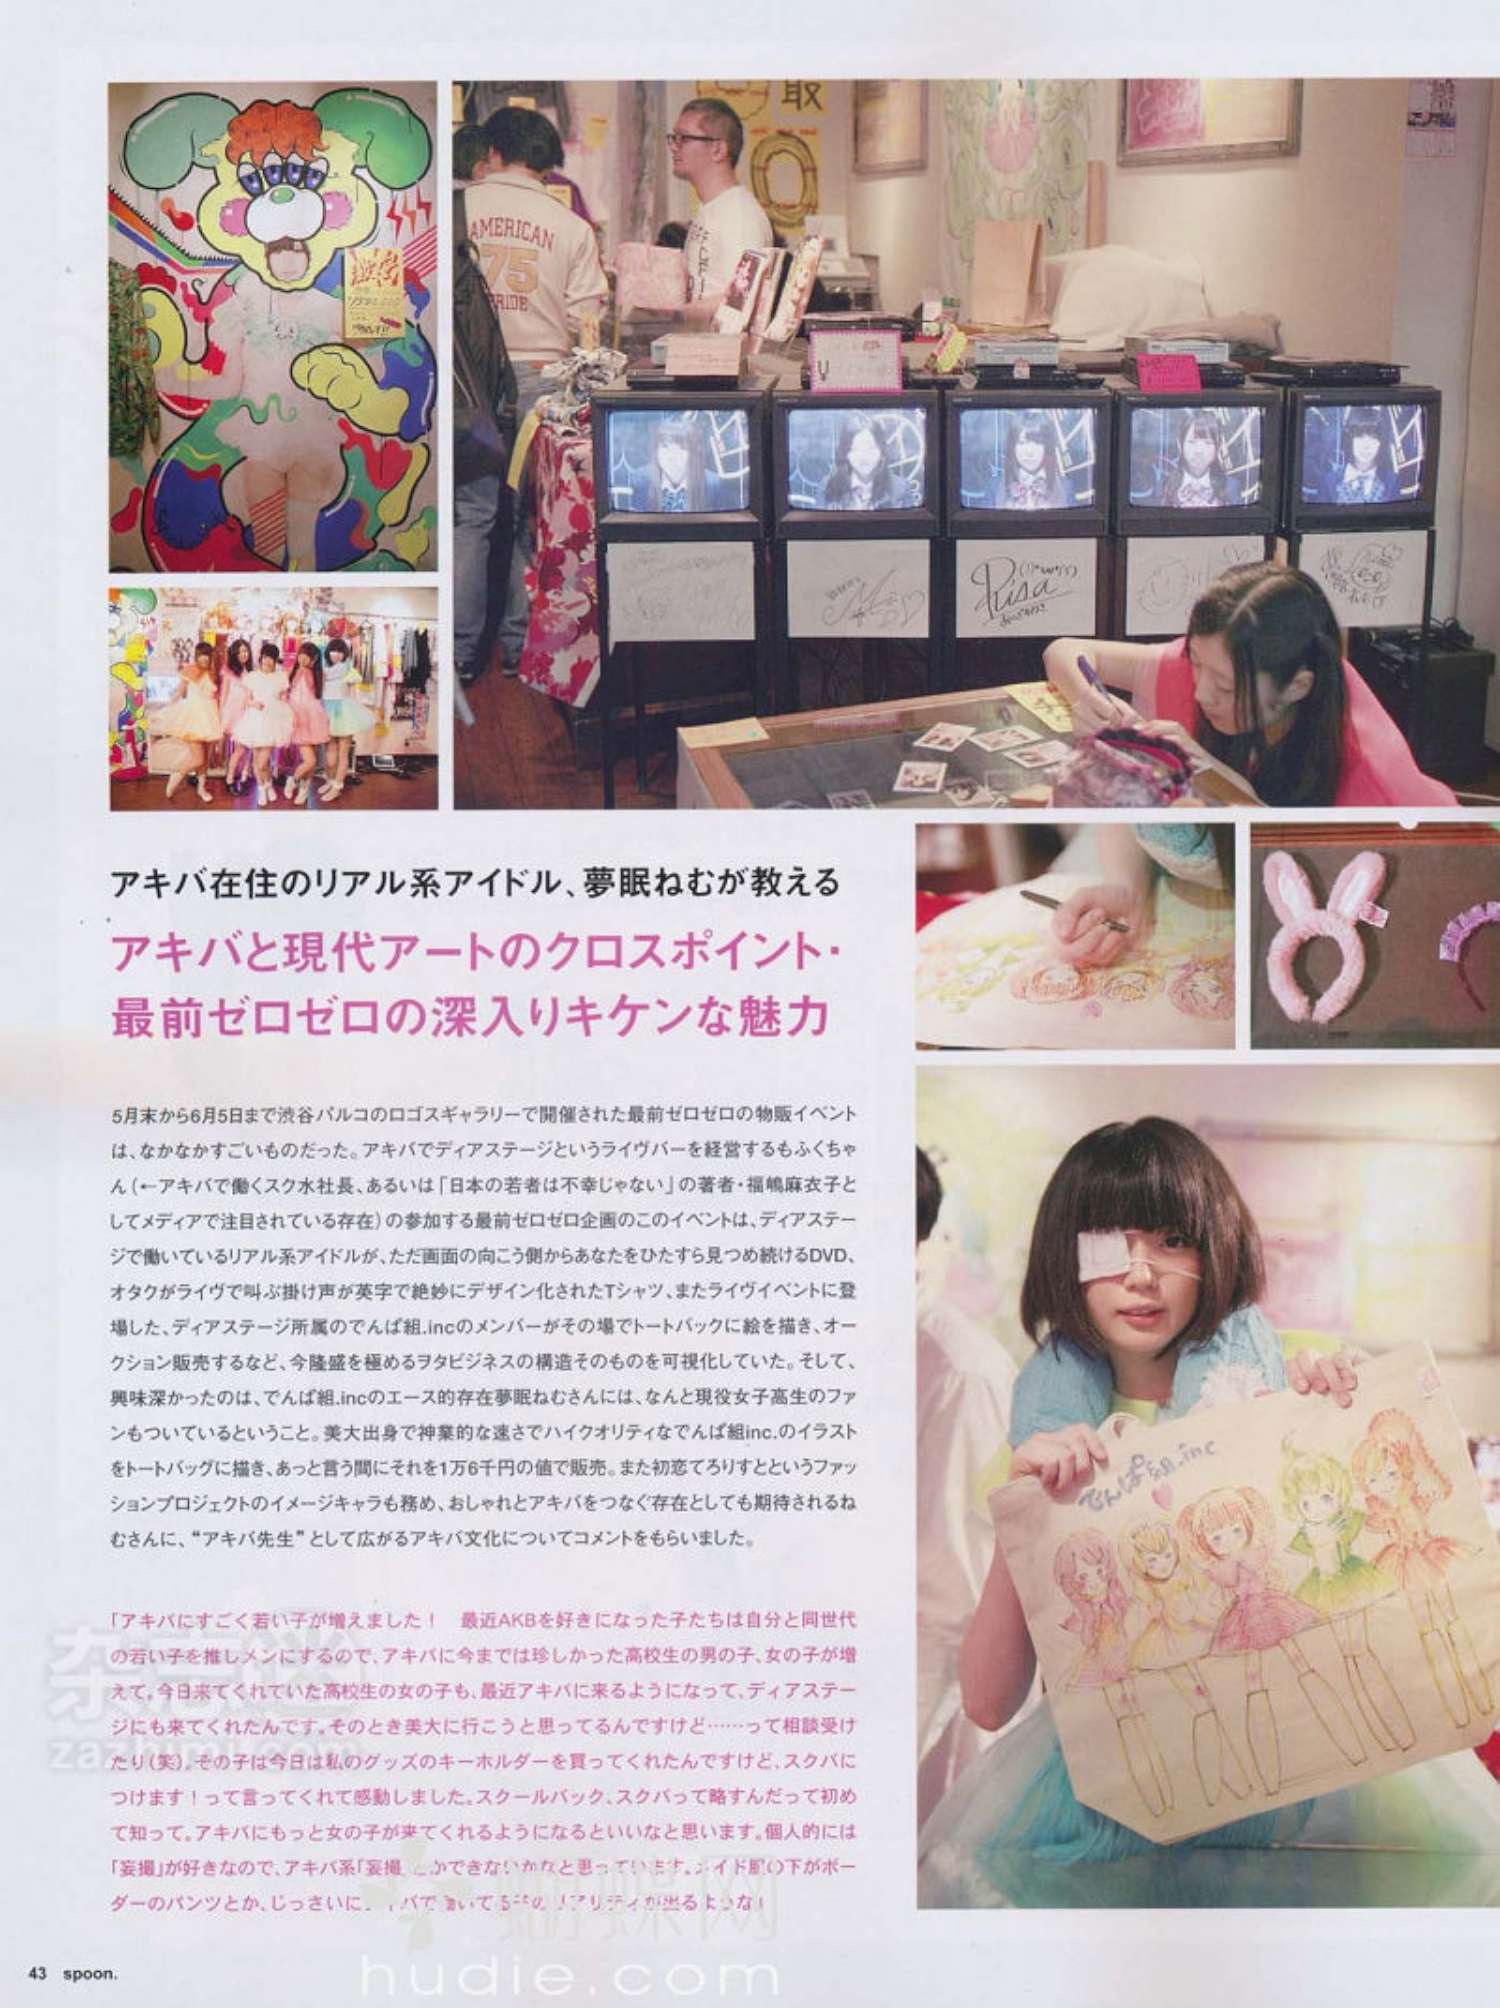 取
AMERICAN
75
PRIDE
Risa
アキバ在住のリアル系アイドル、夢眠ねむが教える
アキバと現代アートのクロスポイント・
最前ゼロゼロの深入りキケンな魅力
5月末から6月5日まで渋谷パルコのロゴスギャラリーで開催された最前ゼロゼロの物販イベント
は、なかなかすごいものだった。アキバでディアステージというライヴバーを経営するもふくちゃ
ん（←アキバで働くスク水社長、あるいは「日本の若者は不幸じゃない」の著者・福嶋麻衣子と
してメディアで注目されている存在）の参加する最前ゼロゼロ企画のこのイベントは、ディアステー
ジで働いているリアル系アイドルが、ただ画面の向こう側からあなたをひたすら見つめ続けるDVD、
オタクがライヴで叫ぶ掛け声が英字で絶妙にデザイン化されたTシャツ、またライヴイベントに登
場した、ディアステージ所属のでんぱ組.incのメンバーがその場でトートバックに絵を描き、オー
クション販売するなど、今隆盛を極めるヲタビジネスの構造そのものを可視化していた。そして、
興味深かったのは、でんぱ組.incのエース的存在夢眠ねむさんには、なんと現役女子高生のファ
ンもついているということ。美大出身で神業的な速さでハイクオリティなでんぱ組inc.のイラスト
をトートバッグに描き、あっと言う間にそれを1万6千円の値で販売。また初恋てろりすとというファッ
ションプロジェクトのイメージキャラも務め、おしゃれとアキバをつなぐ存在としても期待されるね
むさんに、“アキバ先生”として広がるアキバ文化についてコメントをもらいました。
「アキバにすごく若い子が増えました！　最近AKBを好きになった子たちは自分と同世代
の若い子を推しメンにするので、アキバに今までは珍しかった高校生の男の子、女の子が増
えて。今日来てくれていた高校生の女の子も、最近アキバに来るようになって、ディアステー
ジにも来てくれたんです。そのとき美大に行こうと思ってるんですけど……って相談受け
たり（笑）。その子は今日は私のグッズのキーホルダーを買ってくれたんですけど、スクバに
つけます！って言ってくれて感動しました。スクールバック、スクバって略すんだって初め
て知って。アキバにもっと女の子が来てくれるようになるといいなと思います。個人的には
「妄撮」が好きなので、アキバ系「妄撮」とかできないかなと思っています。メイド服の下がボー
ダーのパンツとか、じっさいにアキバで働いてる子のリアリティが出るような」
でんぱ組.inc
杂志迷
zazhimi.com
蝴蝶网
hudie.com
43 spoon.